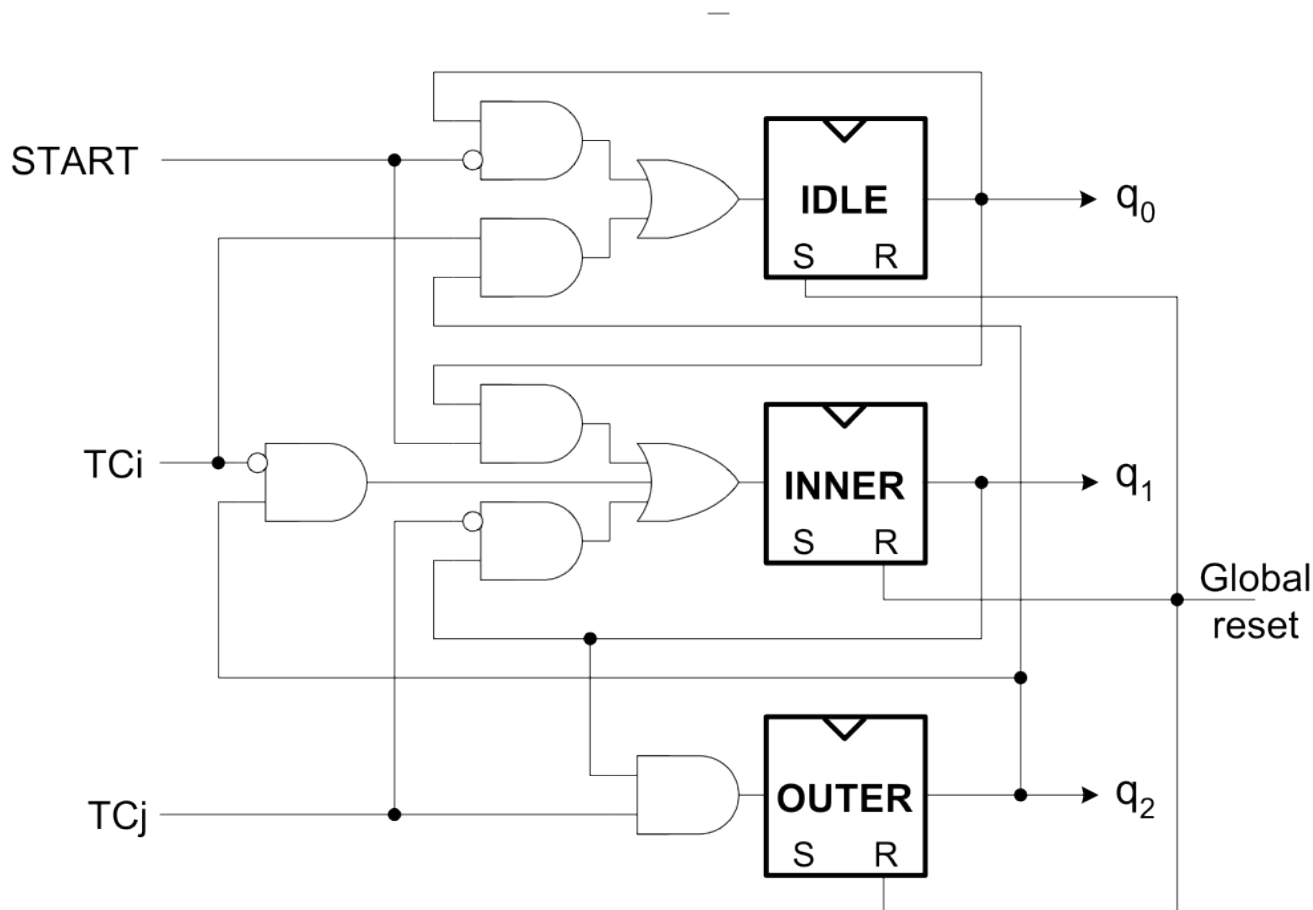 START
IDLE
S R
q0
TCi
INNER
S R
q1
Global
reset
TCj
OUTER
S R
q2